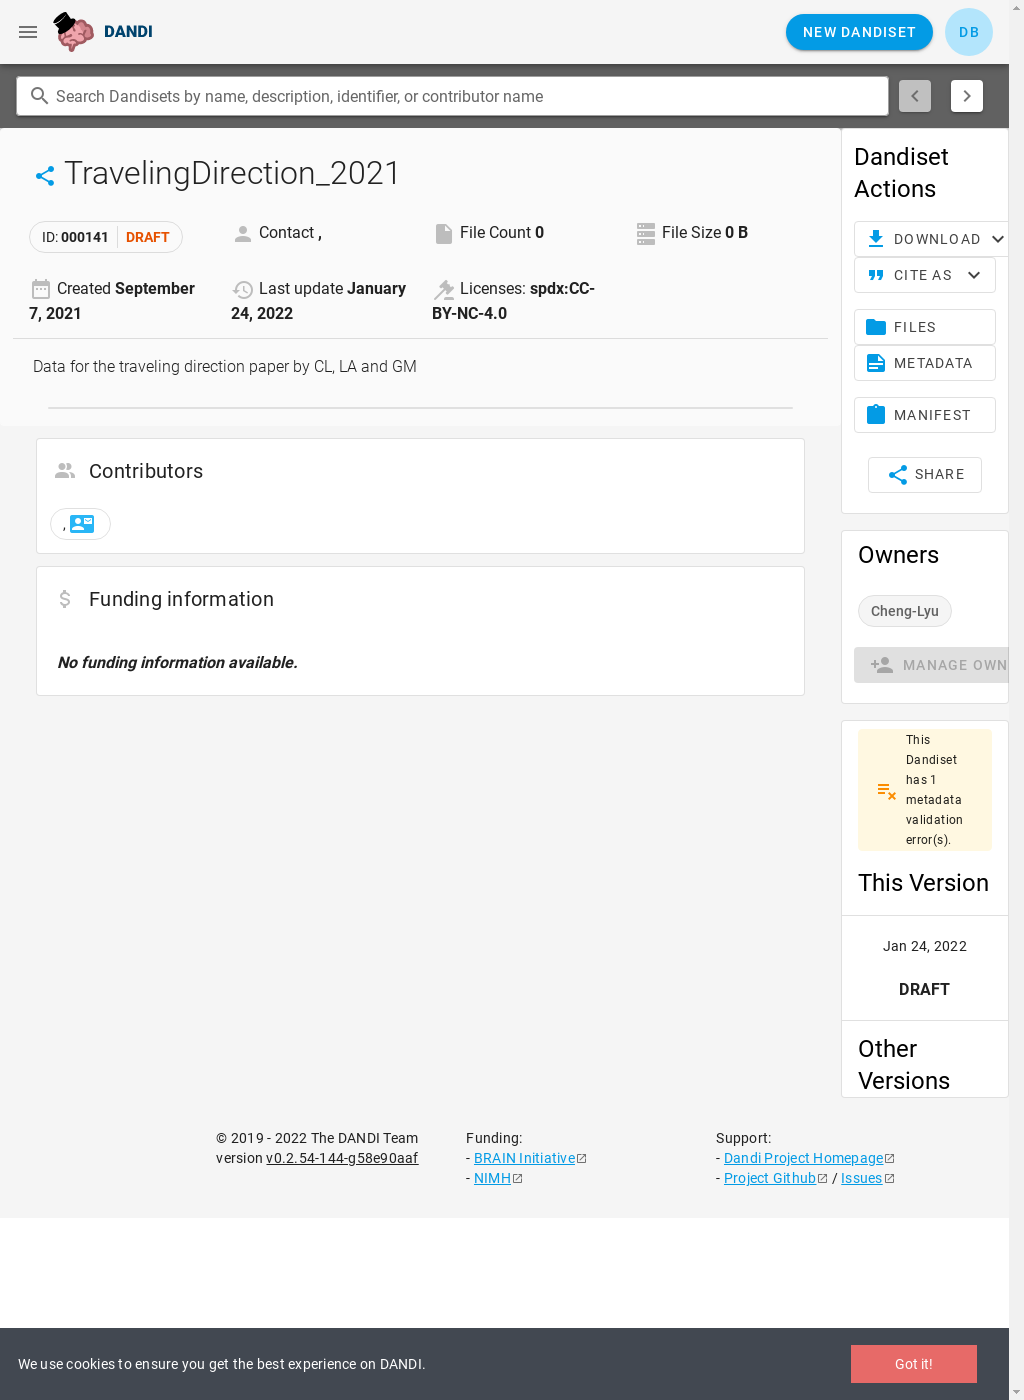 DANDI
NEW DANDISET
DB
Search Dandisets by name, description, identifier, or contributor name
TravelingDirection_2021
ID: 000141 DRAFT
Contact ,
File Count 0
File Size 0 B
Created September 7, 2021
Last update January 24, 2022
Licenses: spdx:CC-BY-NC-4.0
Data for the traveling direction paper by CL, LA and GM
Contributors
,
Funding information
No funding information available.
Dandiset
Actions
DOWNLOAD
CITE AS
FILES
METADATA
MANIFEST
SHARE
Owners
Cheng-Lyu
MANAGE OWN
This
Dandiset
has 1
metadata
validation
error(s).
This Version
Jan 24, 2022
DRAFT
Other
Versions
© 2019 - 2022 The DANDI Team
version v0.2.54-144-g58e90aaf
Funding:
- BRAIN Initiative
- NIMH
Support:
- Dandi Project Homepage
- Project Github / Issues
We use cookies to ensure you get the best experience on DANDI.
Got it!